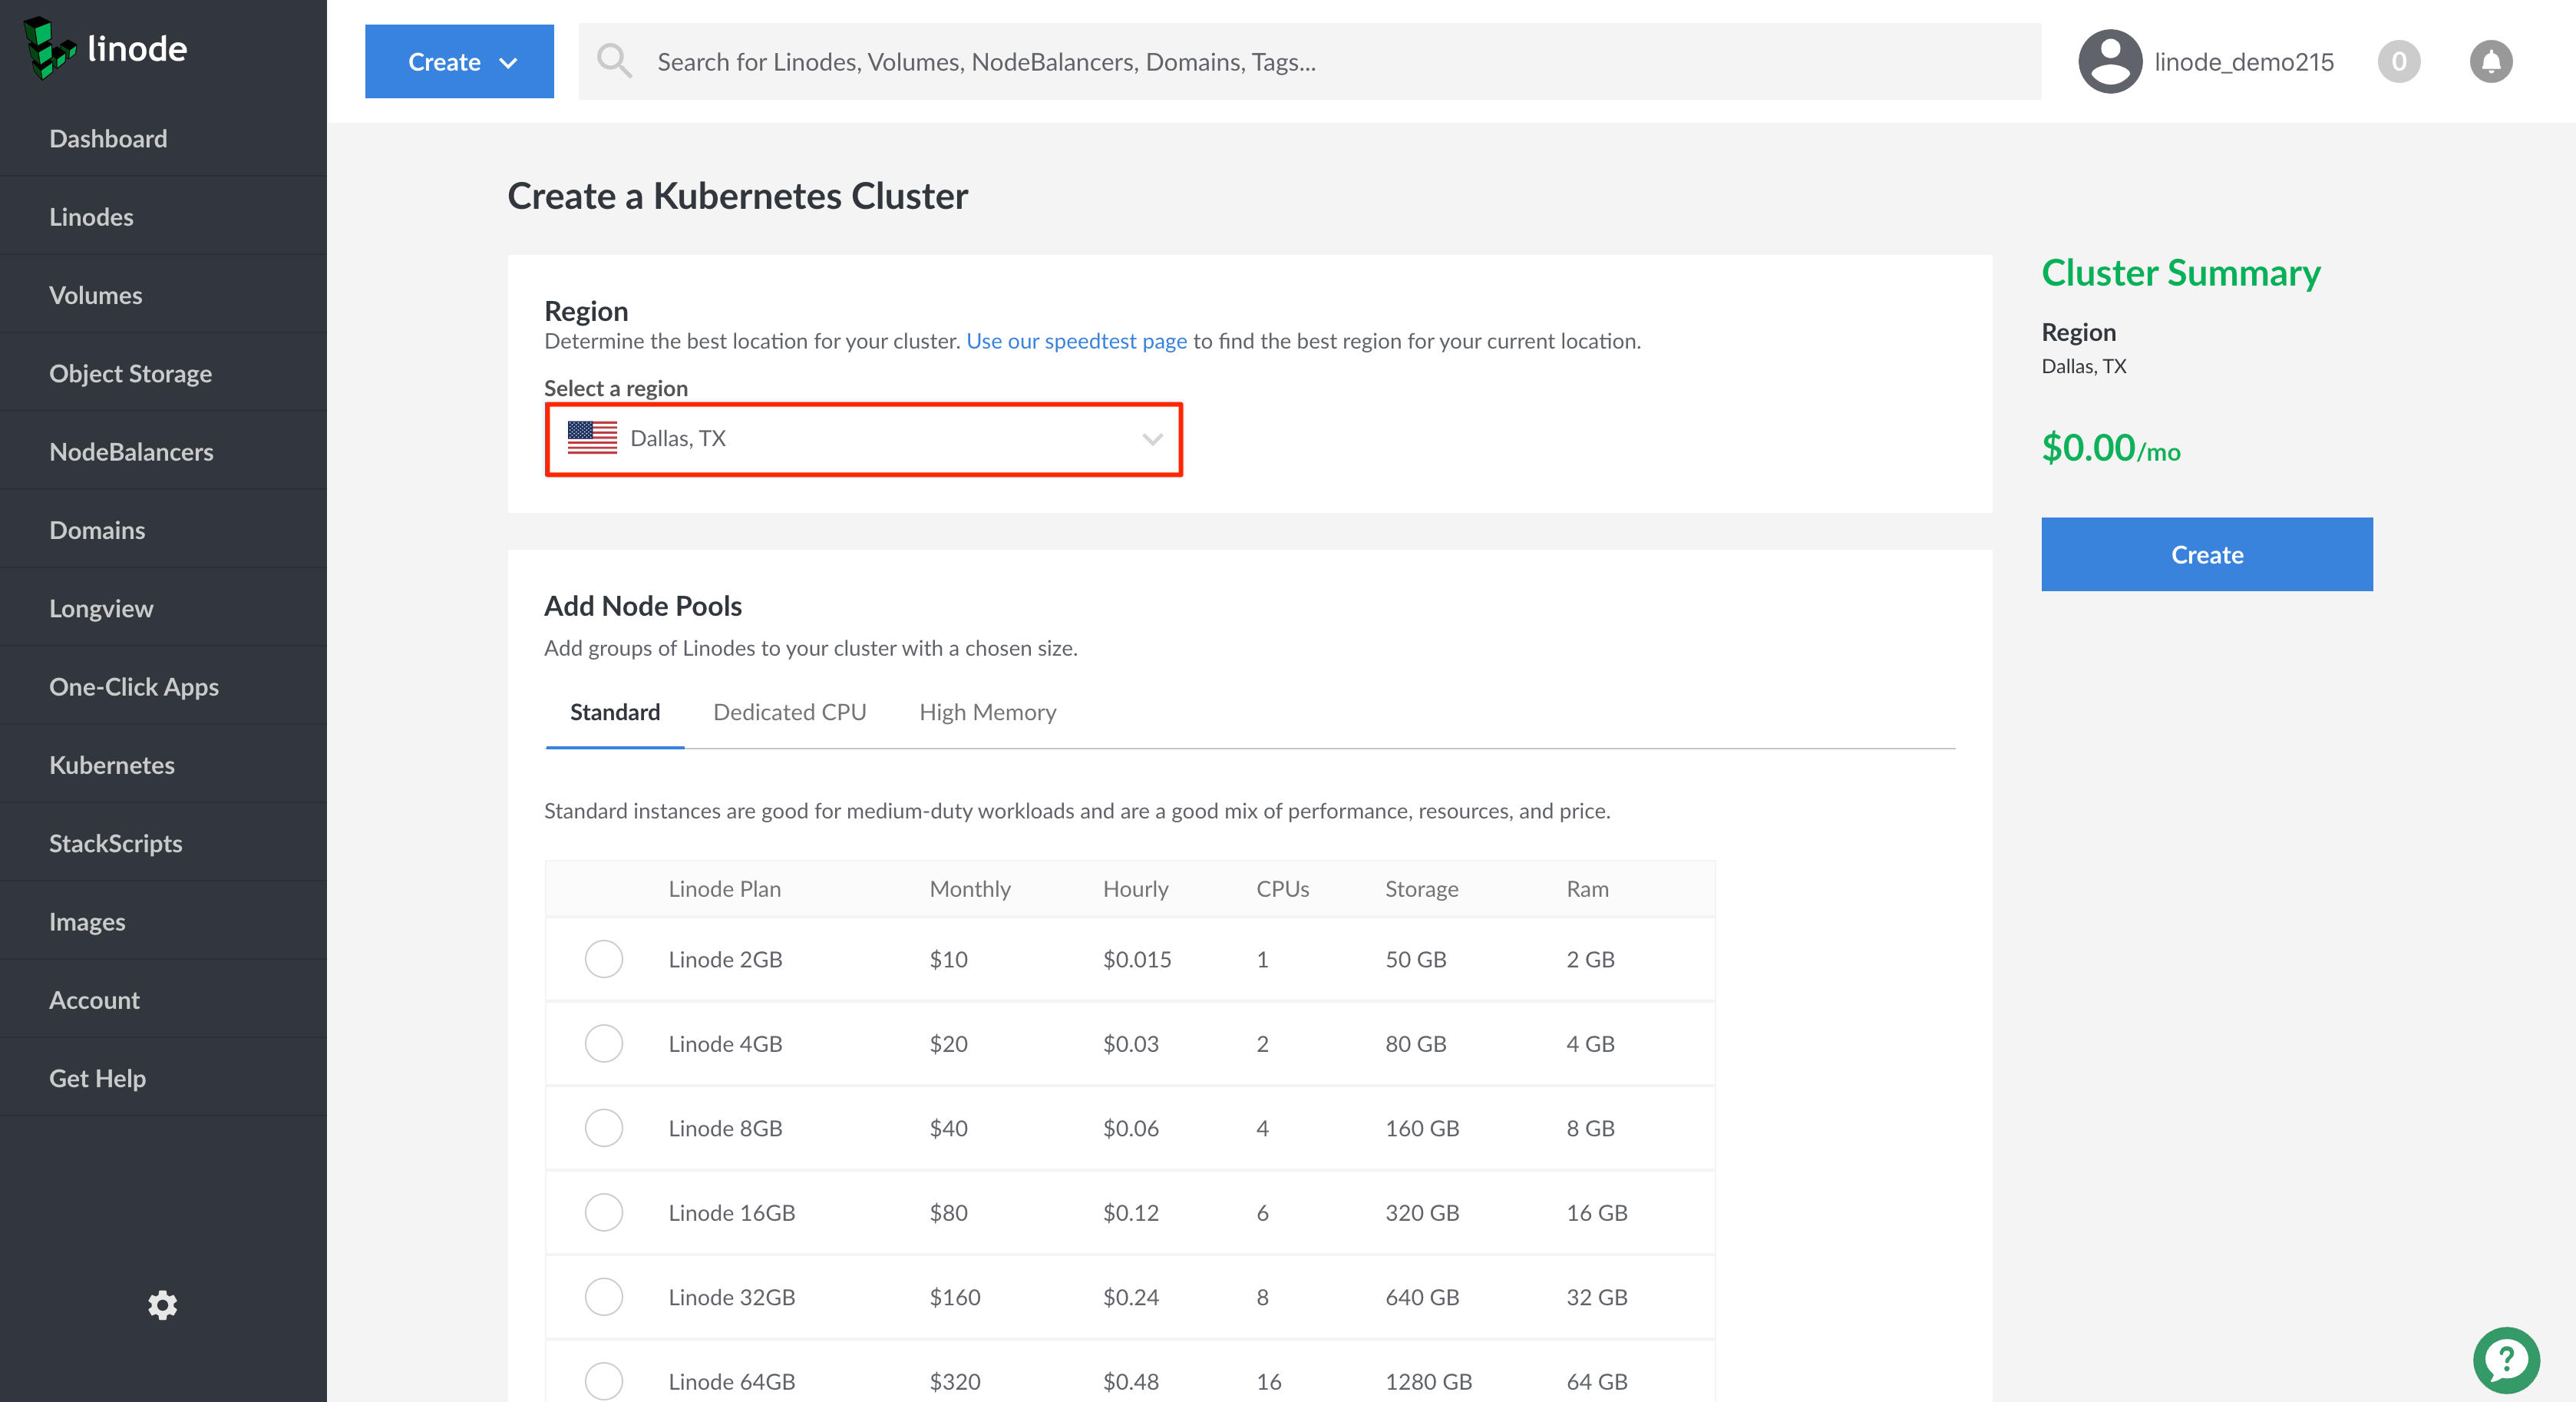 linode
Dashboard
Linodes
Volumes
Object Storage
NodeBalancers
Domains
Longview
One-Click Apps
Kubernetes
StackScripts
Images
Account
Get Help
Create
Search for Linodes, Volumes, NodeBalancers, Domains, Tags...
linode_demo215
0
Create a Kubernetes Cluster
Region
Determine the best location for your cluster. Use our speedtest page to find the best region for your current location.
Select a region
Dallas, TX
Add Node Pools
Add groups of Linodes to your cluster with a chosen size.
Standard Dedicated CPU High Memory
Standard instances are good for medium-duty workloads and are a good mix of performance, resources, and price.
Linode Plan Monthly Hourly CPUs Storage Ram
Linode 2GB $10 $0.015 1 50 GB 2 GB
Linode 4GB $20 $0.03 2 80 GB 4 GB
Linode 8GB $40 $0.06 4 160 GB 8 GB
Linode 16GB $80 $0.12 6 320 GB 16 GB
Linode 32GB $160 $0.24 8 640 GB 32 GB
Linode 64GB $320 $0.48 16 1280 GB 64 GB
Cluster Summary
Region
Dallas, TX
$0.00/mo
Create
?